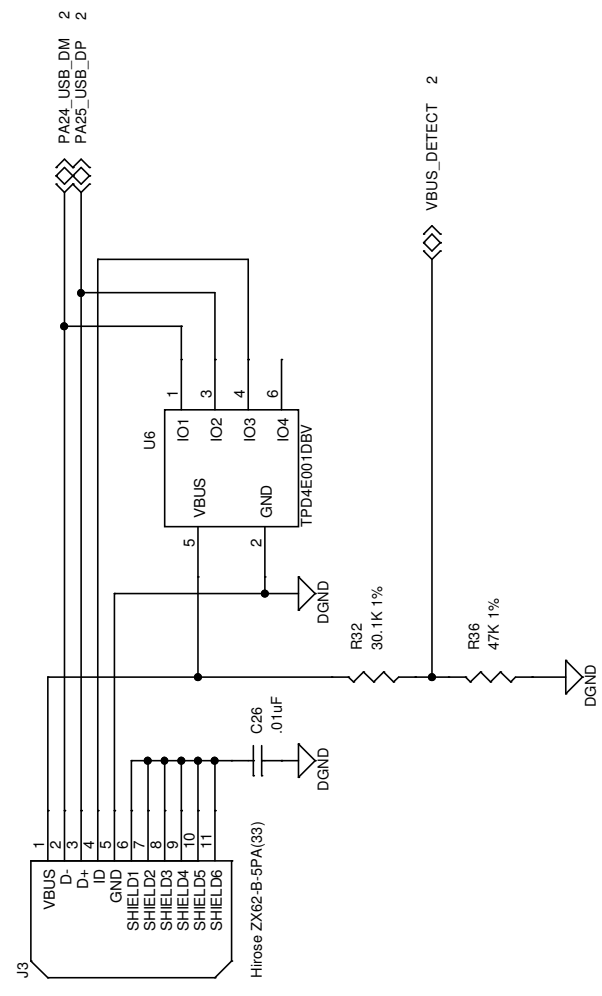 PA24_USB_DM 2
PA25_USB_DP 2
VBUS_DETECT 2
U6
IO1 1
IO2 3
IO3 4
IO4 6
VBUS 5
GND 2
TPD4E001DBV
DGND
R32
30.1K 1%
R36
47K 1%
DGND
C26
.01uF
DGND
J3
VBUS 1
D- 2
D+ 3
ID 4
GND 5
SHIELD1 6
SHIELD2 7
SHIELD3 8
SHIELD4 9
SHIELD5 10
SHIELD6 11
Hirose ZX62-B-5PA(33)